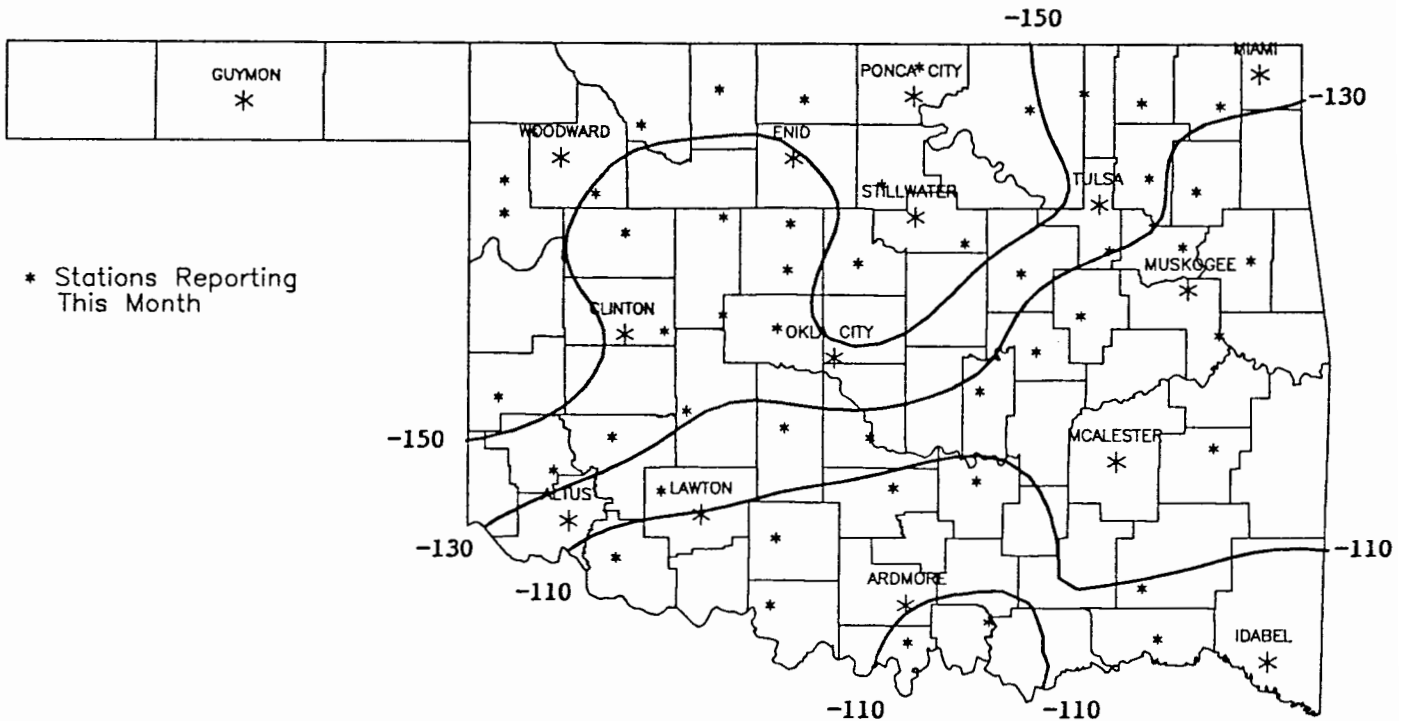 -150
GUYMON
PONCA CITY
MIAMI
-130
WOODWARD
ENID
STILLWATER
TULSA
* Stations Reporting
This Month
MUSKOGEE
CLINTON
OKLA CITY
-150
MCALESTER
ALTUS
LAWTON
-130
-110
-110
ARDMORE
IDABEL
-110
-110